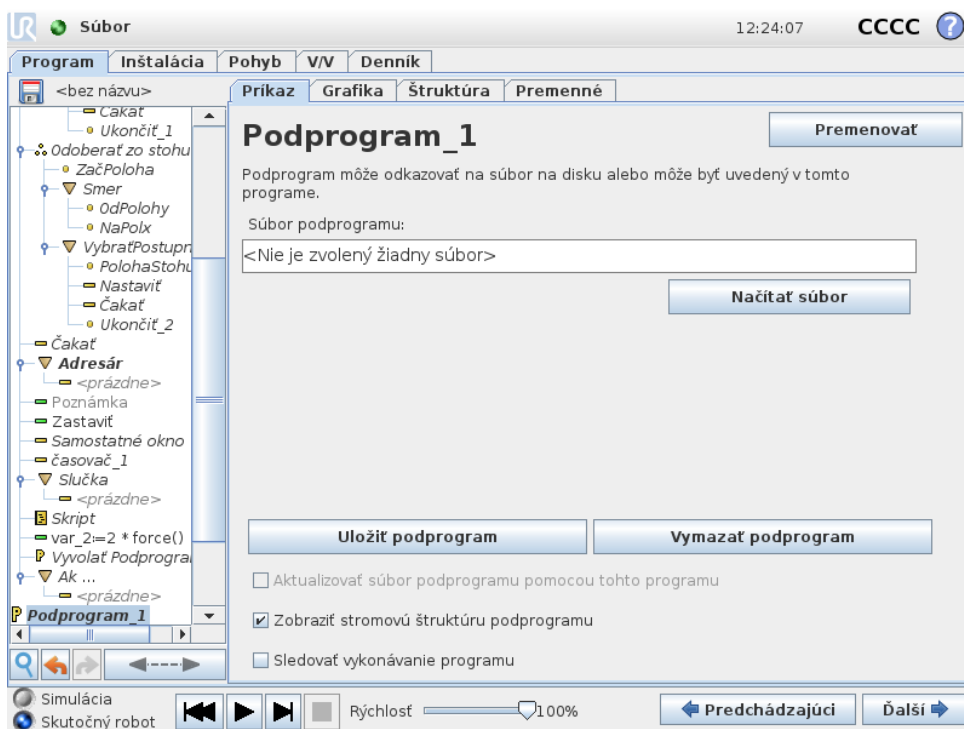 UR Súbor 12:24:07 CCCC ?
Program Inštalácia Pohyb V/V Denník
<bez názvu> Príkaz Grafika Štruktúra Premenné
Čakať
Ukončiť_1
Odoberať zo stohu
ZačPoloha
Smer
OdPolohy
NaPolx
VybraťPostupn
PolohaStohu
Nastaviť
Čakať
Ukončiť_2
Čakať
Adresár
<prázdne>
Poznámka
Zastaviť
Samostatné okno
časovač_1
Slučka
<prázdne>
Skript
var_2:=2 * force()
Vyvolať Podprogra
Ak ...
<prázdne>
Podprogram_1
Podprogram_1
Premenovať
Podprogram môže odkazovať na súbor na disku alebo môže byť uvedený v tomto
programe.
Súbor podprogramu:
<Nie je zvolený žiadny súbor>
Načítať súbor
Uložiť podprogram Vymazať podprogram
Aktualizovať súbor podprogramu pomocou tohto programu
Zobraziť stromovú štruktúru podprogramu
Sledovať vykonávanie programu
Simulácia
Skutočný robot
Rýchlosť 100%
Predchádzajúci Ďalší